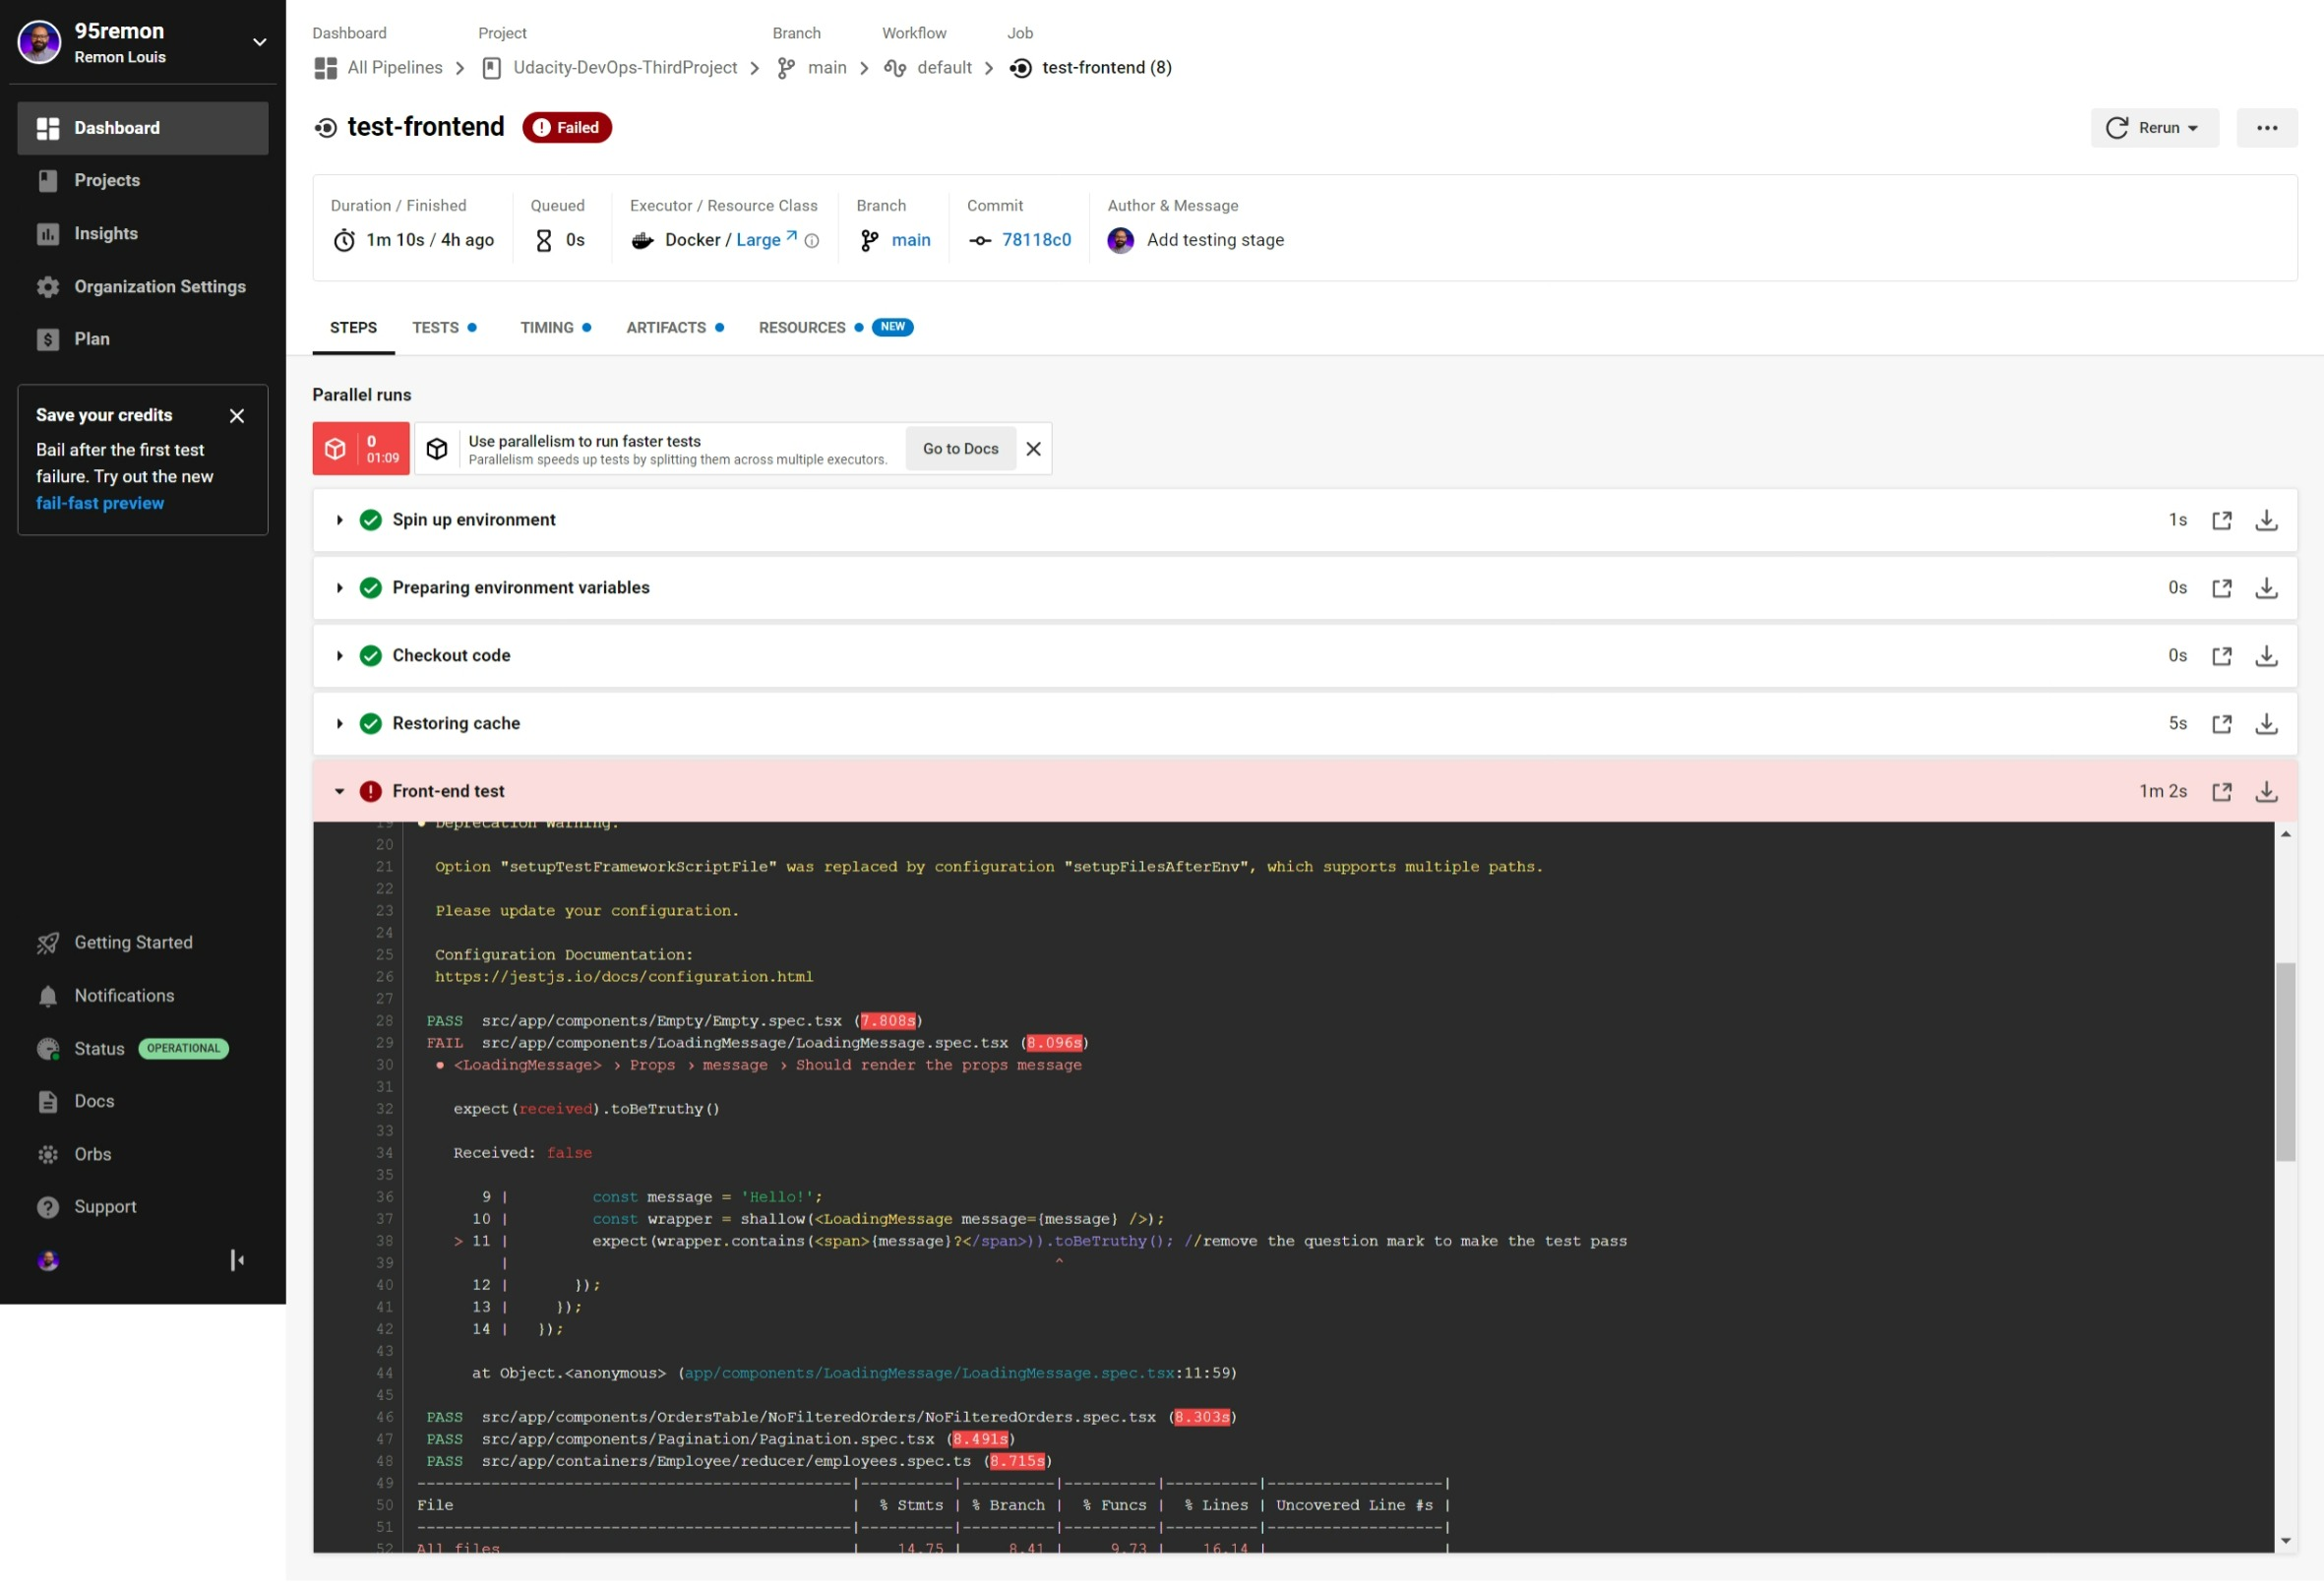 95remon
Remon Louis
Dashboard
Projects
Insights
Organization Settings
Plan
Save your credits
Bail after the first test
failure. Try out the new
fail-fast preview
Getting Started
Notifications
Status OPERATIONAL
Docs
Orbs
Support
Dashboard Project Branch Workflow Job
All Pipelines Udacity-DevOps-ThirdProject main default test-frontend (8)
test-frontend Failed
Rerun
Duration / Finished Queued Executor / Resource Class Branch Commit Author & Message
1m 10s / 4h ago 0s Docker / Large main 78118c0 Add testing stage
STEPS TESTS TIMING ARTIFACTS RESOURCES NEW
Parallel runs
0
01:09
Use parallelism to run faster tests
Parallelism speeds up tests by splitting them across multiple executors.
Go to Docs
Spin up environment 1s
Preparing environment variables 0s
Checkout code 0s
Restoring cache 5s
Front-end test 1m 2s
19 ● Deprecation Warning:
20
21 Option "setupTestFrameworkScriptFile" was replaced by configuration "setupFilesAfterEnv", which supports multiple paths.
22
23 Please update your configuration.
24
25 Configuration Documentation:
26 https://jestjs.io/docs/configuration.html
27
28 PASS src/app/components/Empty/Empty.spec.tsx (7.808s)
29 FAIL src/app/components/LoadingMessage/LoadingMessage.spec.tsx (8.096s)
30 ● <LoadingMessage> › Props › message › Should render the props message
31
32 expect(received).toBeTruthy()
33
34 Received: false
35
36 9 | const message = 'Hello!';
37 10 | const wrapper = shallow(<LoadingMessage message={message} />);
38 > 11 | expect(wrapper.contains(<span>{message}?</span>)).toBeTruthy(); //remove the question mark to make the test pass
39 | ^
40 12 | });
41 13 | });
42 14 | });
43
44 at Object.<anonymous> (app/components/LoadingMessage/LoadingMessage.spec.tsx:11:59)
45
46 PASS src/app/components/OrdersTable/NoFilteredOrders/NoFilteredOrders.spec.tsx (8.303s)
47 PASS src/app/components/Pagination/Pagination.spec.tsx (8.491s)
48 PASS src/app/containers/Employee/reducer/employees.spec.ts (8.715s)
49 -----------------------------------------------|----------|----------|----------|----------|-------------------|
50 File | % Stmts | % Branch | % Funcs | % Lines | Uncovered Line #s |
51 -----------------------------------------------|----------|----------|----------|----------|-------------------|
52 All files | 14.75 | 8.41 | 9.73 | 16.14 | |